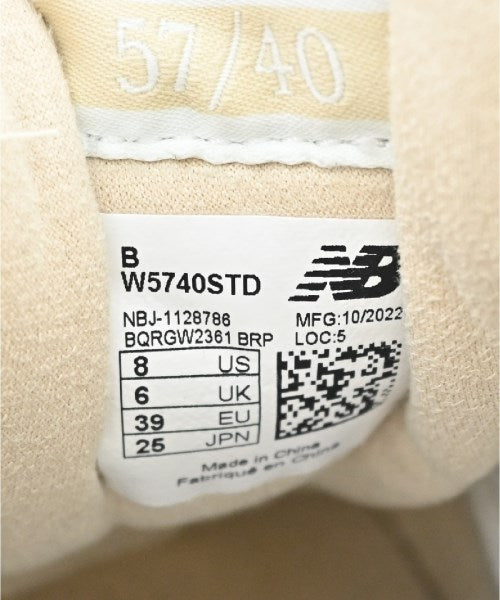 57/40
B
W5740STD
NB
NBJ-1128786
MFG:10/2022
BQRGW2361 BRP
LOC:5
8 US
6 UK
39 EU
25 JPN
Made in China
Fabriqué en Chine